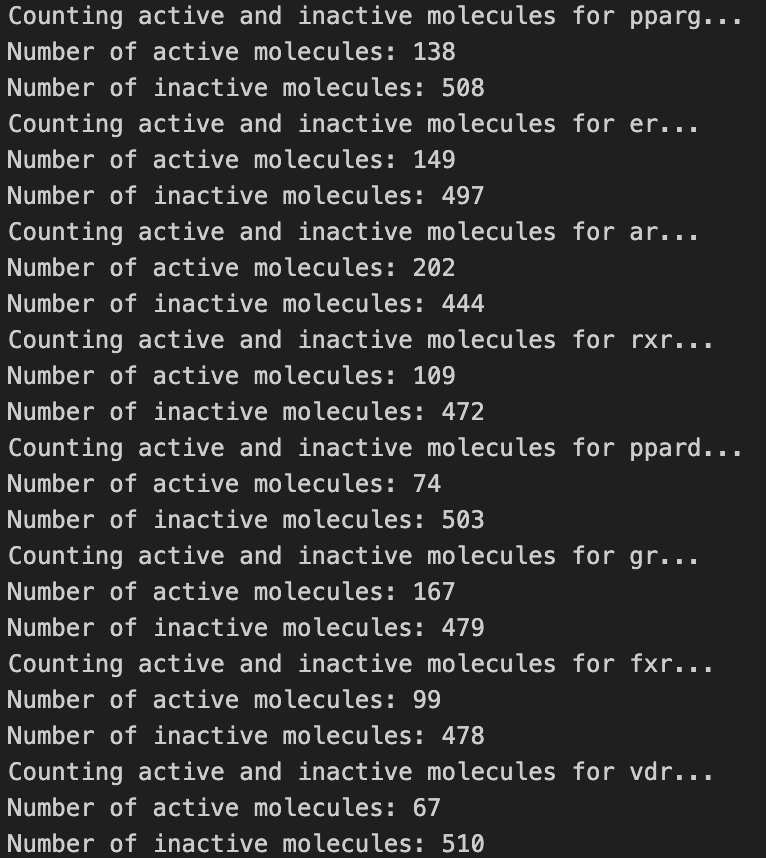 Counting active and inactive molecules for pparg...
Number of active molecules: 138
Number of inactive molecules: 508
Counting active and inactive molecules for er...
Number of active molecules: 149
Number of inactive molecules: 497
Counting active and inactive molecules for ar...
Number of active molecules: 202
Number of inactive molecules: 444
Counting active and inactive molecules for rxr...
Number of active molecules: 109
Number of inactive molecules: 472
Counting active and inactive molecules for ppard...
Number of active molecules: 74
Number of inactive molecules: 503
Counting active and inactive molecules for gr...
Number of active molecules: 167
Number of inactive molecules: 479
Counting active and inactive molecules for fxr...
Number of active molecules: 99
Number of inactive molecules: 478
Counting active and inactive molecules for vdr...
Number of active molecules: 67
Number of inactive molecules: 510